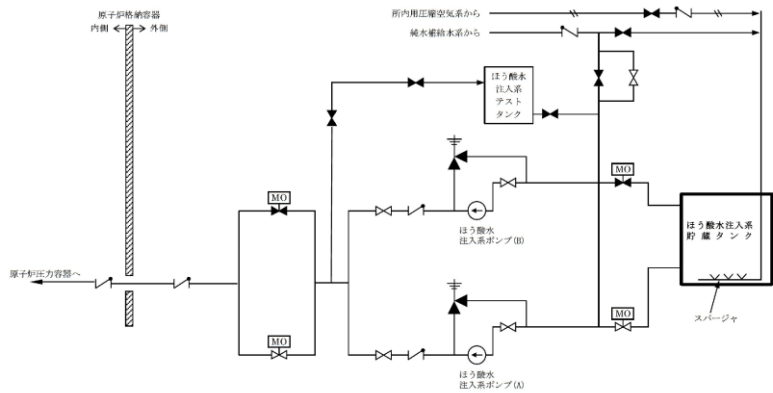 原子炉格納容器
内側 外側
所内用圧縮空気系から
純水補給水系から
ほう酸水
注入系
テスト
タンク
MO
MO
ほう酸水注入系
貯蔵タンク
ほう酸水
注入系ポンプ(B)
原子炉圧力容器へ
MO
MO
スパージャ
ほう酸水
注入系ポンプ(A)